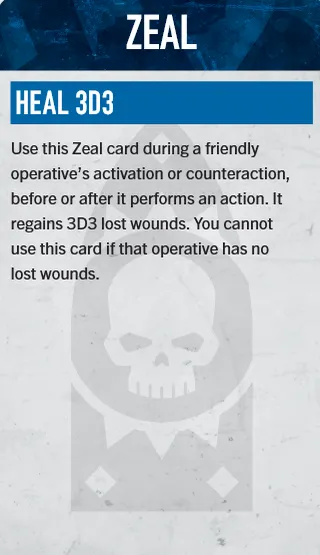 ZEAL
HEAL 3D3
Use this Zeal card during a friendly
operative’s activation or counteraction,
before or after it performs an action. It
regains 3D3 lost wounds. You cannot
use this card if that operative has no
lost wounds.